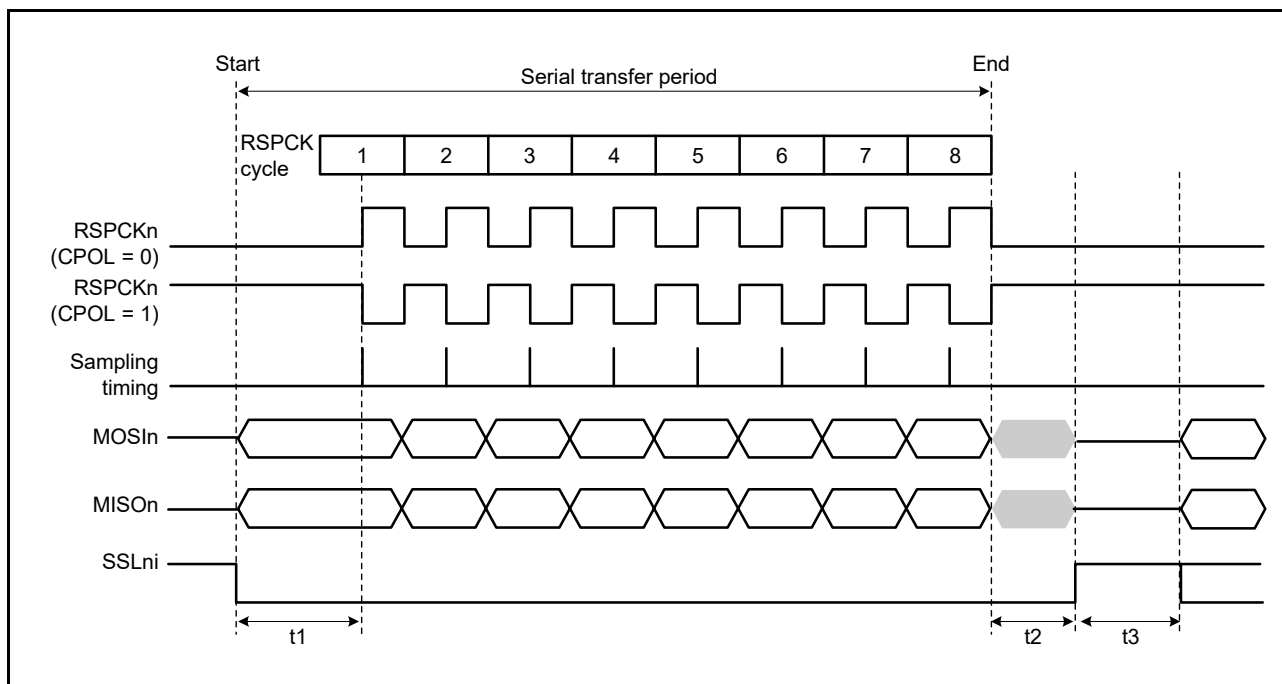 Start
Serial transfer period
End
RSPCK
cycle
1 2 3 4 5 6 7 8
RSPCKn
(CPOL = 0)
RSPCKn
(CPOL = 1)
Sampling
timing
MOSIn
MISOn
SSLni
t1
t2
t3